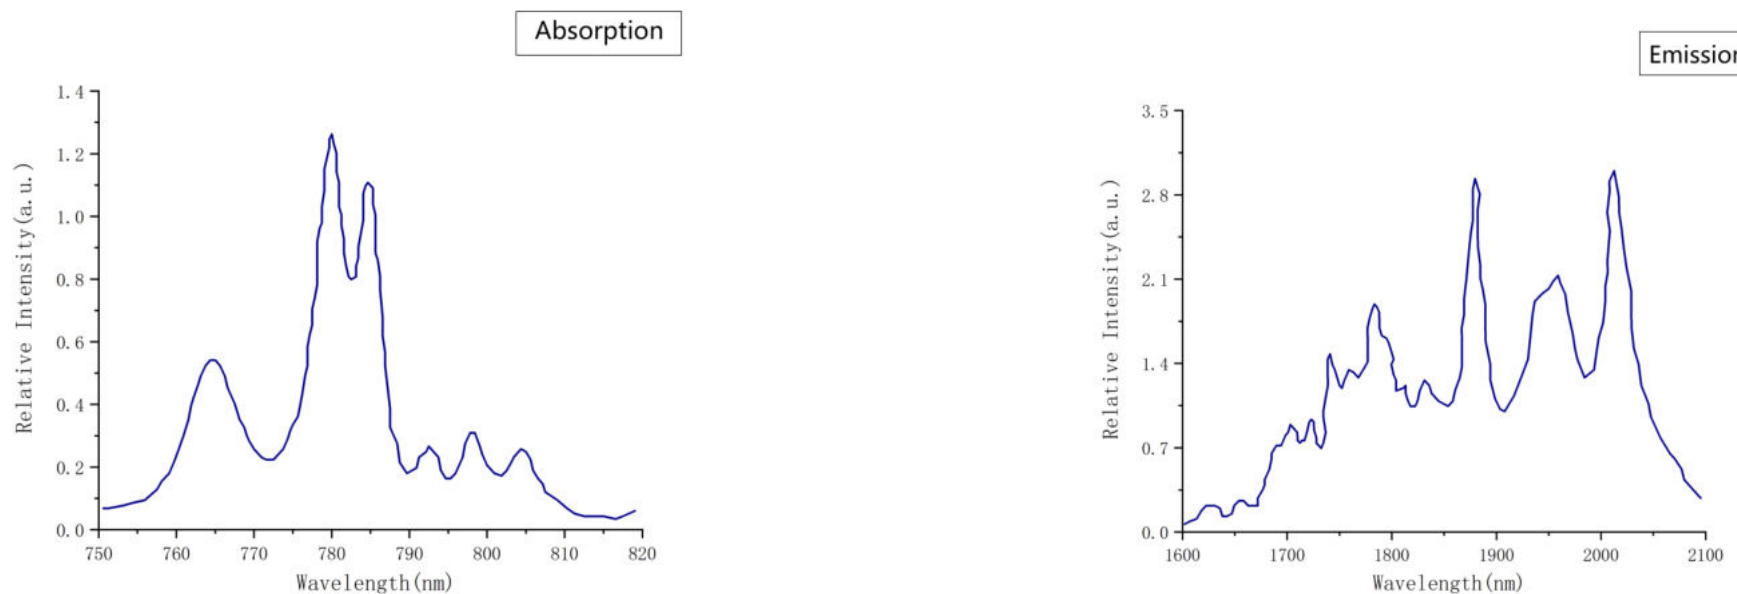 Absorption
Emission
1.4
1.2
1.0
0.8
0.6
0.4
0.2
0.0
Relative Intensity(a.u.)
750 760 770 780 790 800 810 820
Wavelength(nm)
3.5
2.8
2.1
1.4
0.7
0.0
Relative Intensity(a.u.)
1600 1700 1800 1900 2000 2100
Wavelength(nm)